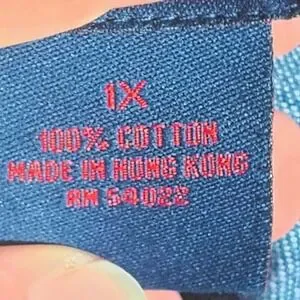 1X
100% COTTON
MADE IN HONG KONG
RN 54022